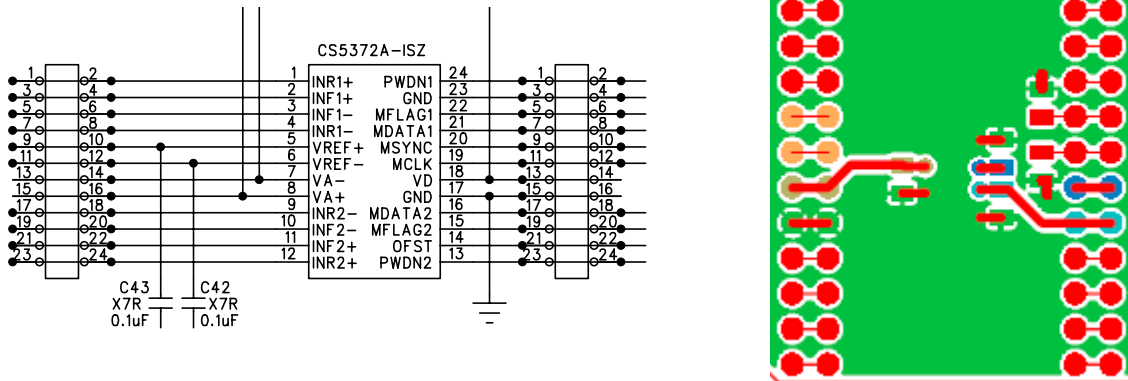 CS5372A-ISZ
1 2 1 INR1+ PWDN1 24 1 2
3 4 2 INF1+ GND 23 3 4
5 6 3 INF1- MFLAG1 22 5 6
7 8 4 INR1- MDATA1 21 7 8
9 10 5 VREF+ MSYNC 20 9 10
11 12 6 VREF- MCLK 19 11 12
13 14 7 VA- VD 18 13 14
15 16 8 VA+ GND 17 15 16
17 18 9 INR2- MDATA2 16 17 18
19 20 10 INF2- MFLAG2 15 19 20
21 22 11 INF2+ OFST 14 21 22
23 24 12 INR2+ PWDN2 13 23 24
C43 C42
X7R X7R
0.1uF 0.1uF